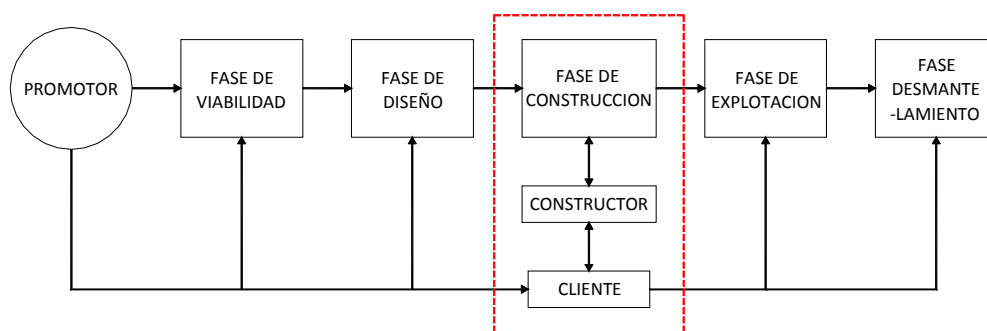 PROMOTOR
FASE DE
VIABILIDAD
FASE DE
DISEÑO
FASE DE
CONSTRUCCION
FASE DE
EXPLOTACION
FASE
DESMANTE
-LAMIENTO
CONSTRUCTOR
CLIENTE